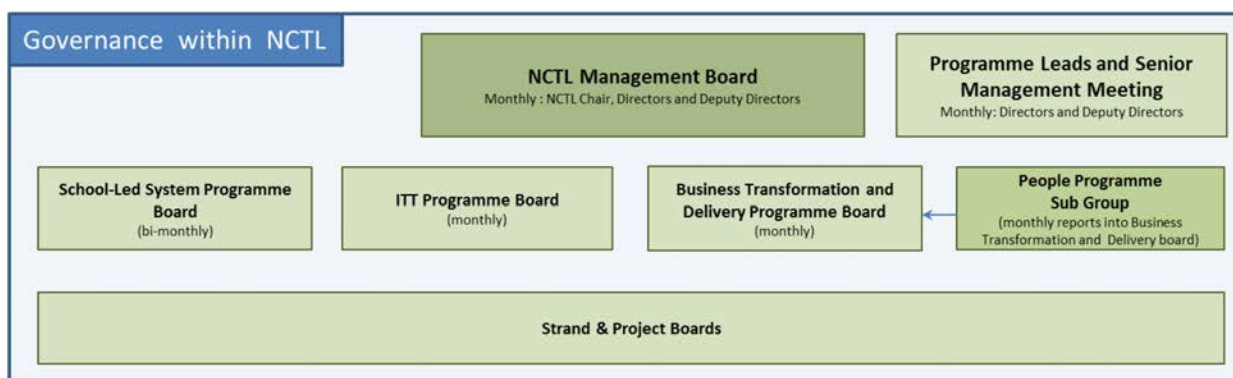 Governance within NCTL
NCTL Management Board
Monthly : NCTL Chair, Directors and Deputy Directors
Programme Leads and Senior
Management Meeting
Monthly: Directors and Deputy Directors
School-Led System Programme
Board
(bi-monthly)
ITT Programme Board
(monthly)
Business Transformation and
Delivery Programme Board
(monthly)
People Programme
Sub Group
(monthly reports into Business
Transformation and Delivery board)
Strand & Project Boards